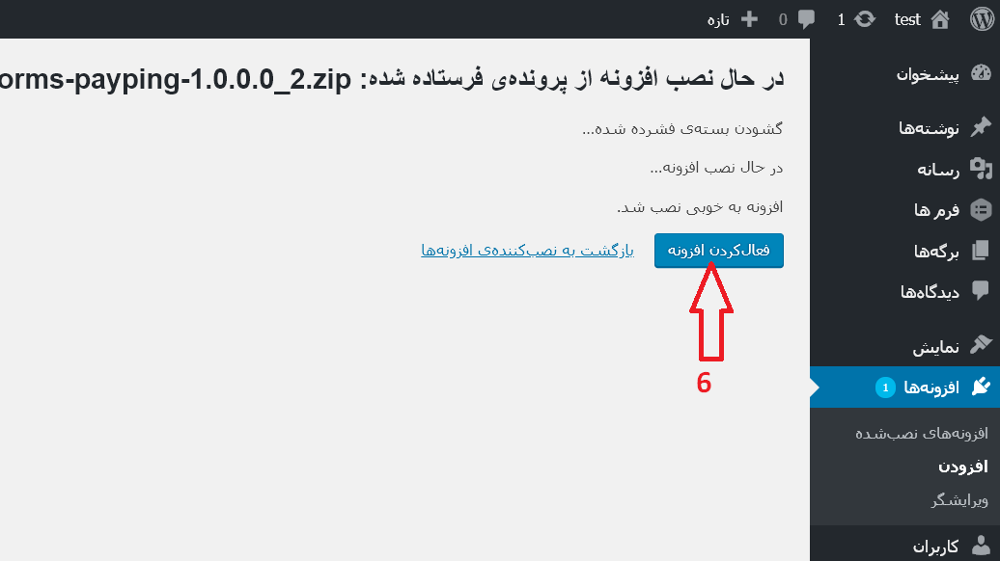 test 1 0 تازه
پیشخوان
نوشته‌ها
رسانه
فرم ها
برگه‌ها
دیدگاه‌ها
نمایش
افزونه‌ها 1
افزونه‌های نصب‌شده
افزودن
ویرایشگر
کاربران
در حال نصب افزونه از پرونده‌ی فرستاده شده: orms-payping-1.0.0.0_2.zip
گشودن بسته‌ی فشرده شده...
در حال نصب افزونه...
افزونه به خوبی نصب شد.
فعال‌کردن افزونه بازگشت به نصب‌کننده‌ی افزونه‌ها
6